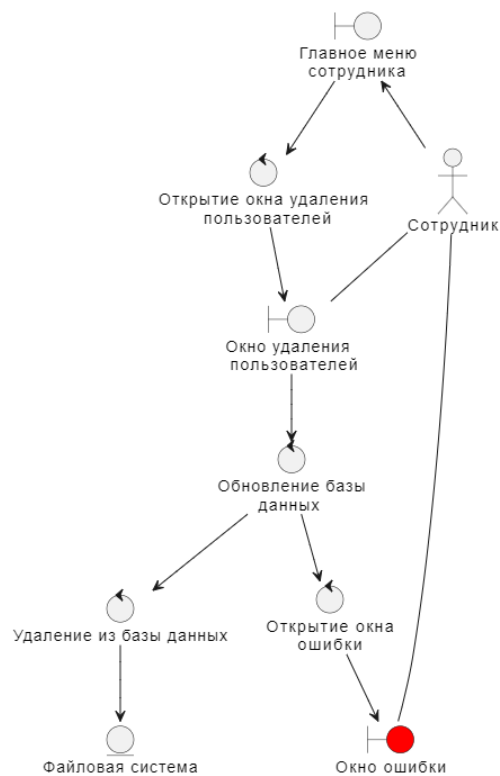 Главное меню
сотрудника
Открытие окна удаления
пользователей
Сотрудник
Окно удаления
пользователей
Обновление базы
данных
Удаление из базы данных
Открытие окна
ошибки
Файловая система
Окно ошибки